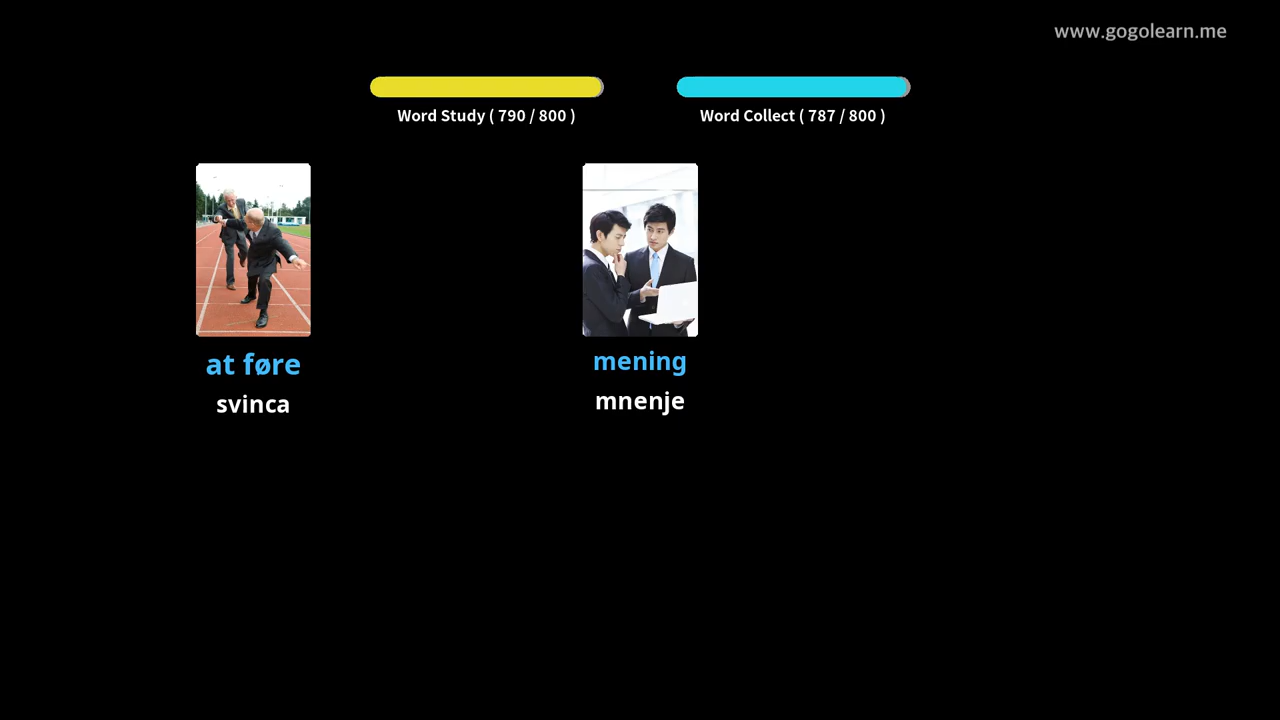 www.gogolearn.me
Word Study ( 790 / 800 )
Word Collect ( 787 / 800 )
at føre
svinca
mening
mnenje